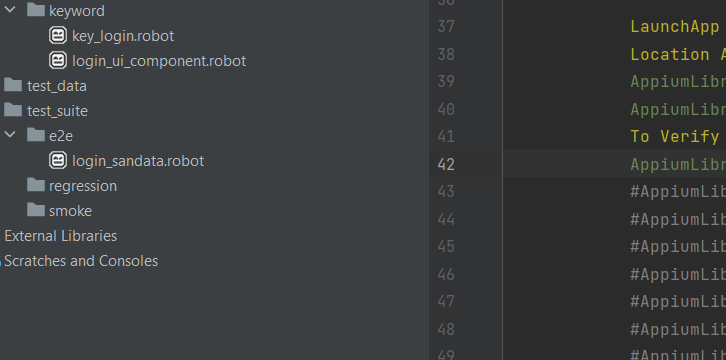 keyword
key_login.robot
login_ui_component.robot
test_data
test_suite
e2e
login_sandata.robot
regression
smoke
External Libraries
Scratches and Consoles
37 LaunchApp
38 Location A
39 AppiumLibr
40 AppiumLibr
41 To Verify
42 AppiumLibr
43 #AppiumLib
44 #AppiumLib
45 #AppiumLib
46 #AppiumLib
47 #AppiumLib
48 #AppiumLib
49 #AppiumLib